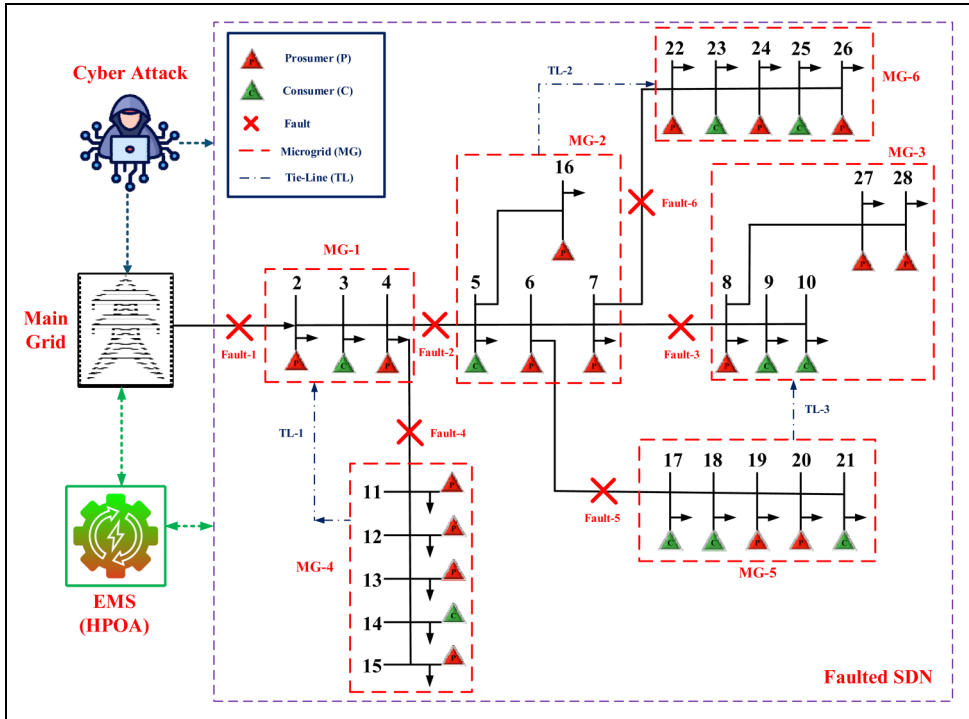 Cyber Attack
Prosumer (P)
Consumer (C)
Fault
Microgrid (MG)
Tie-Line (TL)
P
C
TL-2
22 23 24 25 26
P C P C P
MG-6
MG-2
16
P
Fault-6
MG-3
27 28
P P
MG-1
2 3 4
P C P
5 6 7
C P P
8 9 10
P C C
Main
Grid
Fault-1
Fault-2
Fault-3
TL-1
Fault-4
TL-3
11 P
12 P
13 P
14 C
15 P
MG-4
17 18 19 20 21
C C P P C
Fault-5
MG-5
EMS
(HPOA)
Faulted SDN